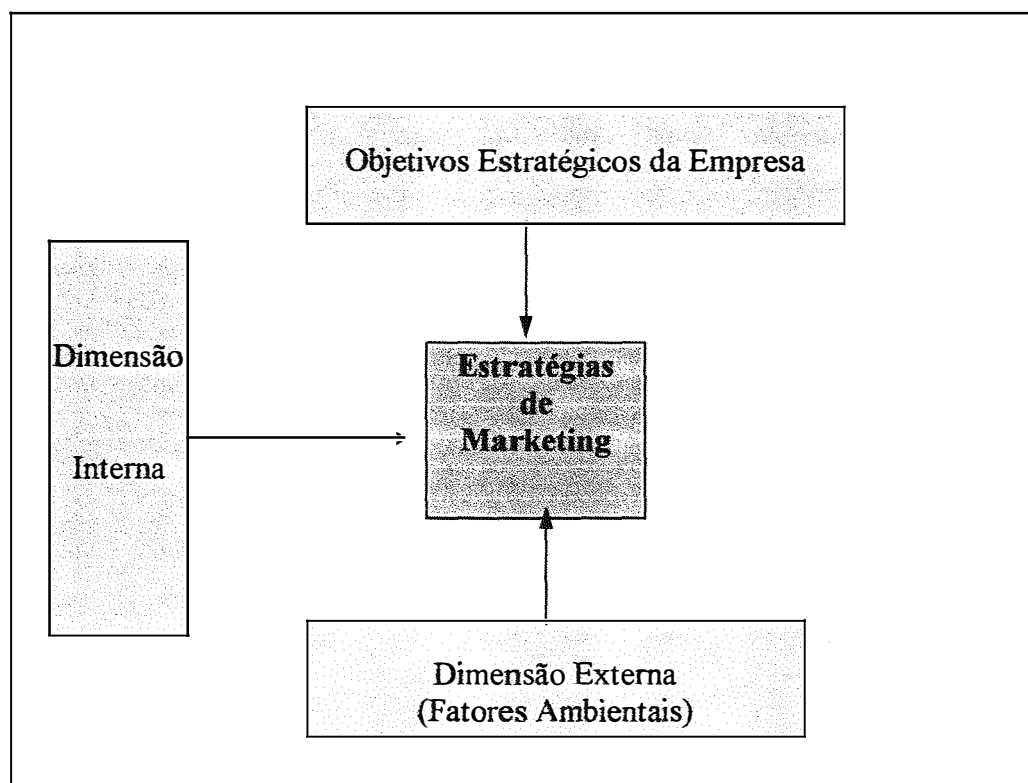 Objetivos Estratégicos da Empresa
Dimensão
Interna
Estratégias
de
Marketing
Dimensão Externa
(Fatores Ambientais)